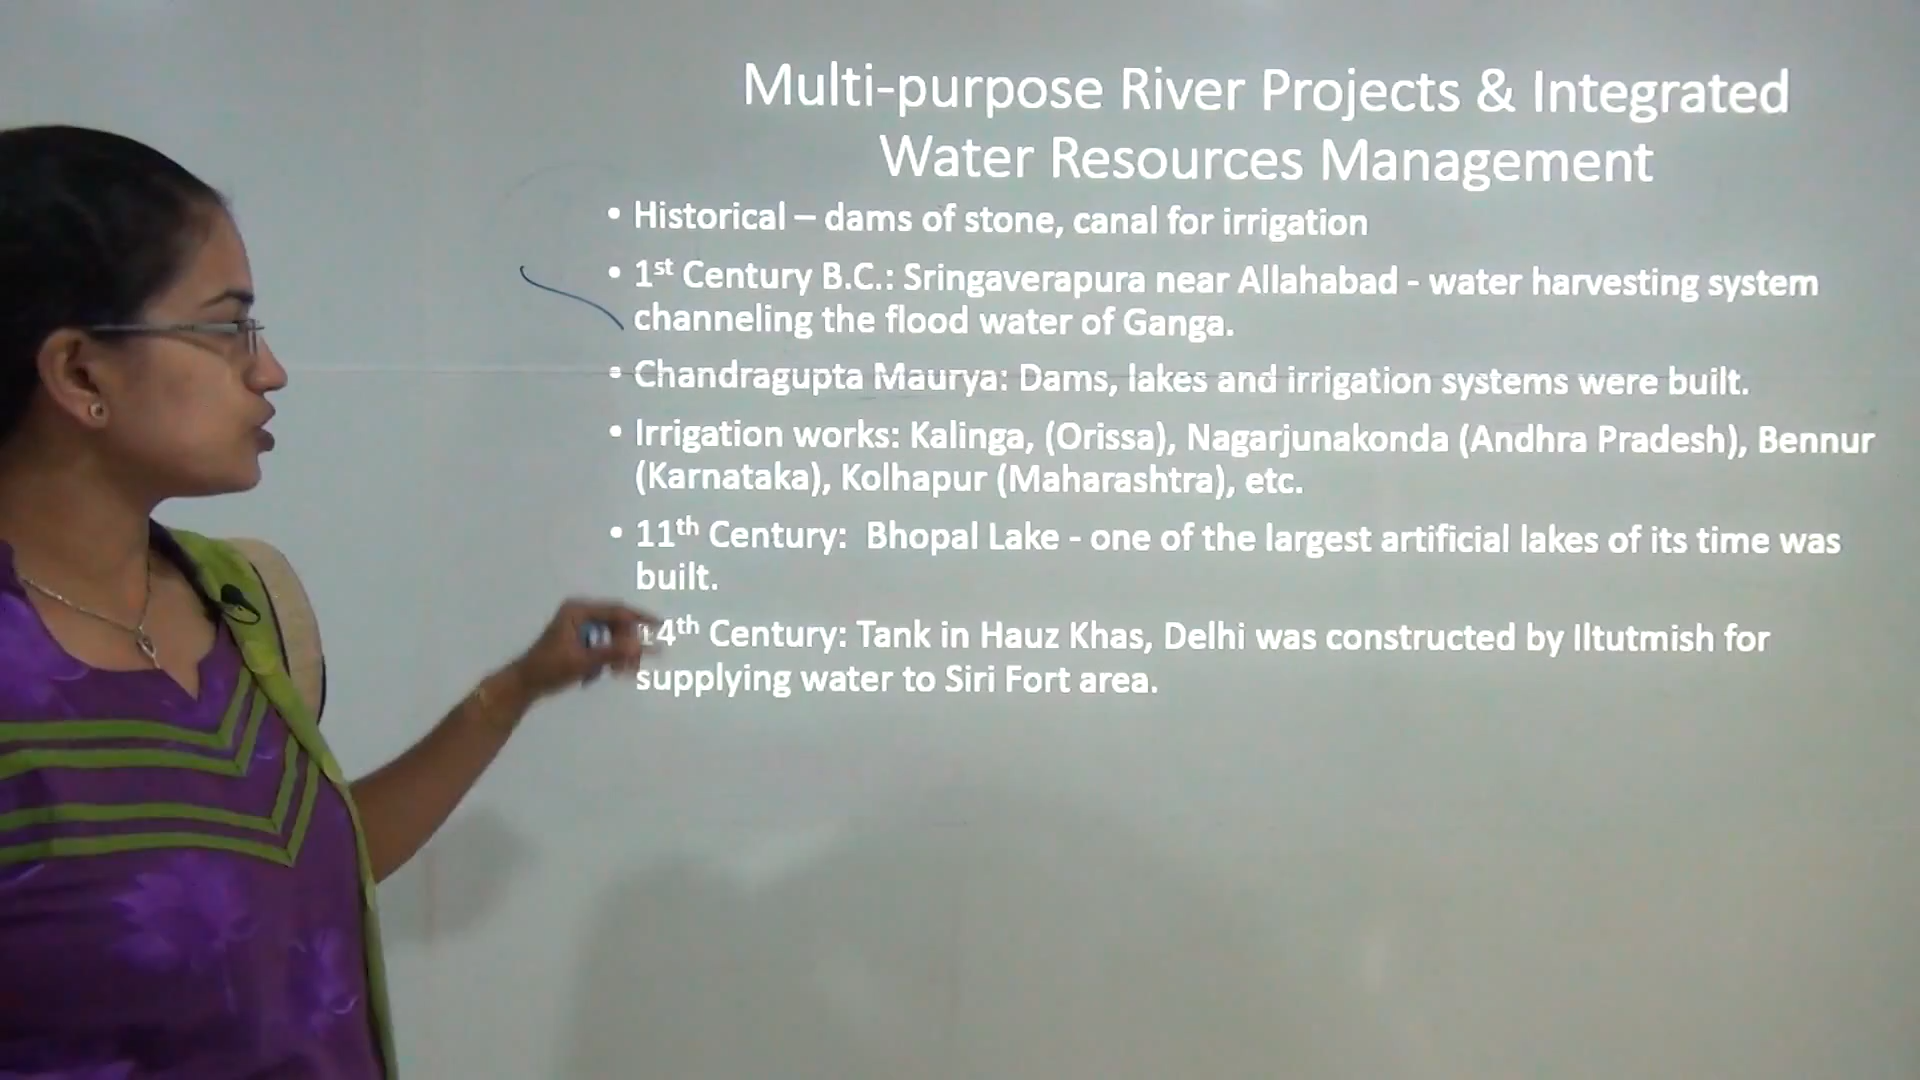 Multi-purpose River Projects & Integrated
Water Resources Management
• Historical – dams of stone, canal for irrigation
• 1st Century B.C.: Sringaverapura near Allahabad - water harvesting system
channeling the flood water of Ganga.
• Chandragupta Maurya: Dams, lakes and irrigation systems were built.
• Irrigation works: Kalinga, (Orissa), Nagarjunakonda (Andhra Pradesh), Bennur
(Karnataka), Kolhapur (Maharashtra), etc.
• 11th Century: Bhopal Lake - one of the largest artificial lakes of its time was
built.
14th Century: Tank in Hauz Khas, Delhi was constructed by Iltutmish for
supplying water to Siri Fort area.